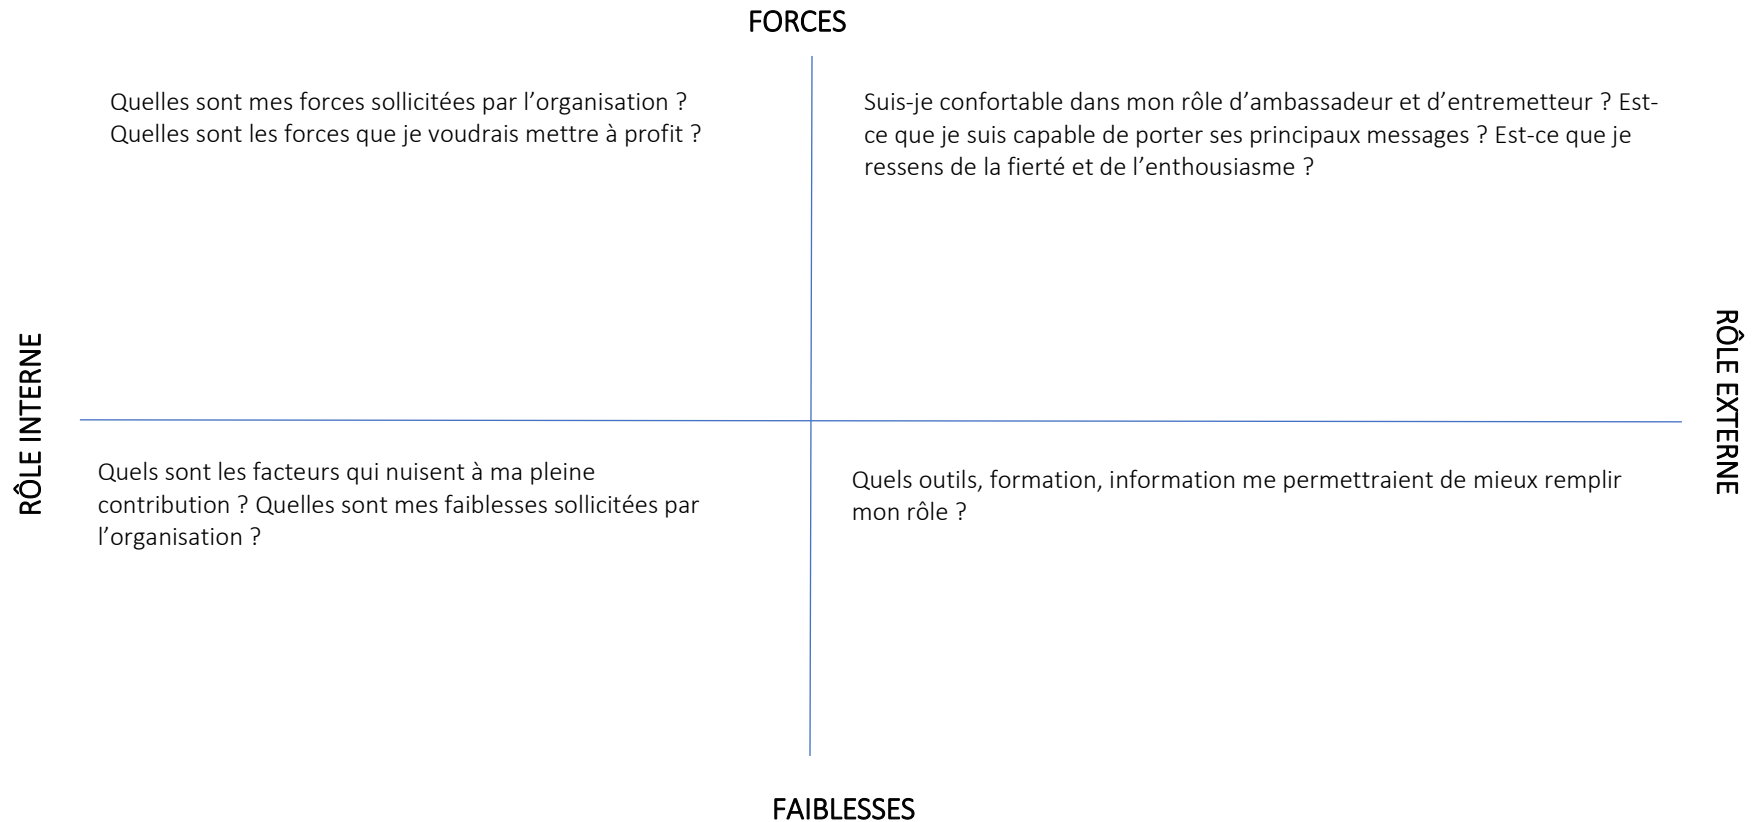 FORCES
Quelles sont mes forces sollicitées par l’organisation ?
Quelles sont les forces que je voudrais mettre à profit ?
Suis-je confortable dans mon rôle d’ambassadeur et d’entremetteur ? Est-
ce que je suis capable de porter ses principaux messages ? Est-ce que je
ressens de la fierté et de l’enthousiasme ?
RÔLE INTERNE
RÔLE EXTERNE
Quels sont les facteurs qui nuisent à ma pleine
contribution ? Quelles sont mes faiblesses sollicitées par
l’organisation ?
Quels outils, formation, information me permettraient de mieux remplir
mon rôle ?
FAIBLESSES